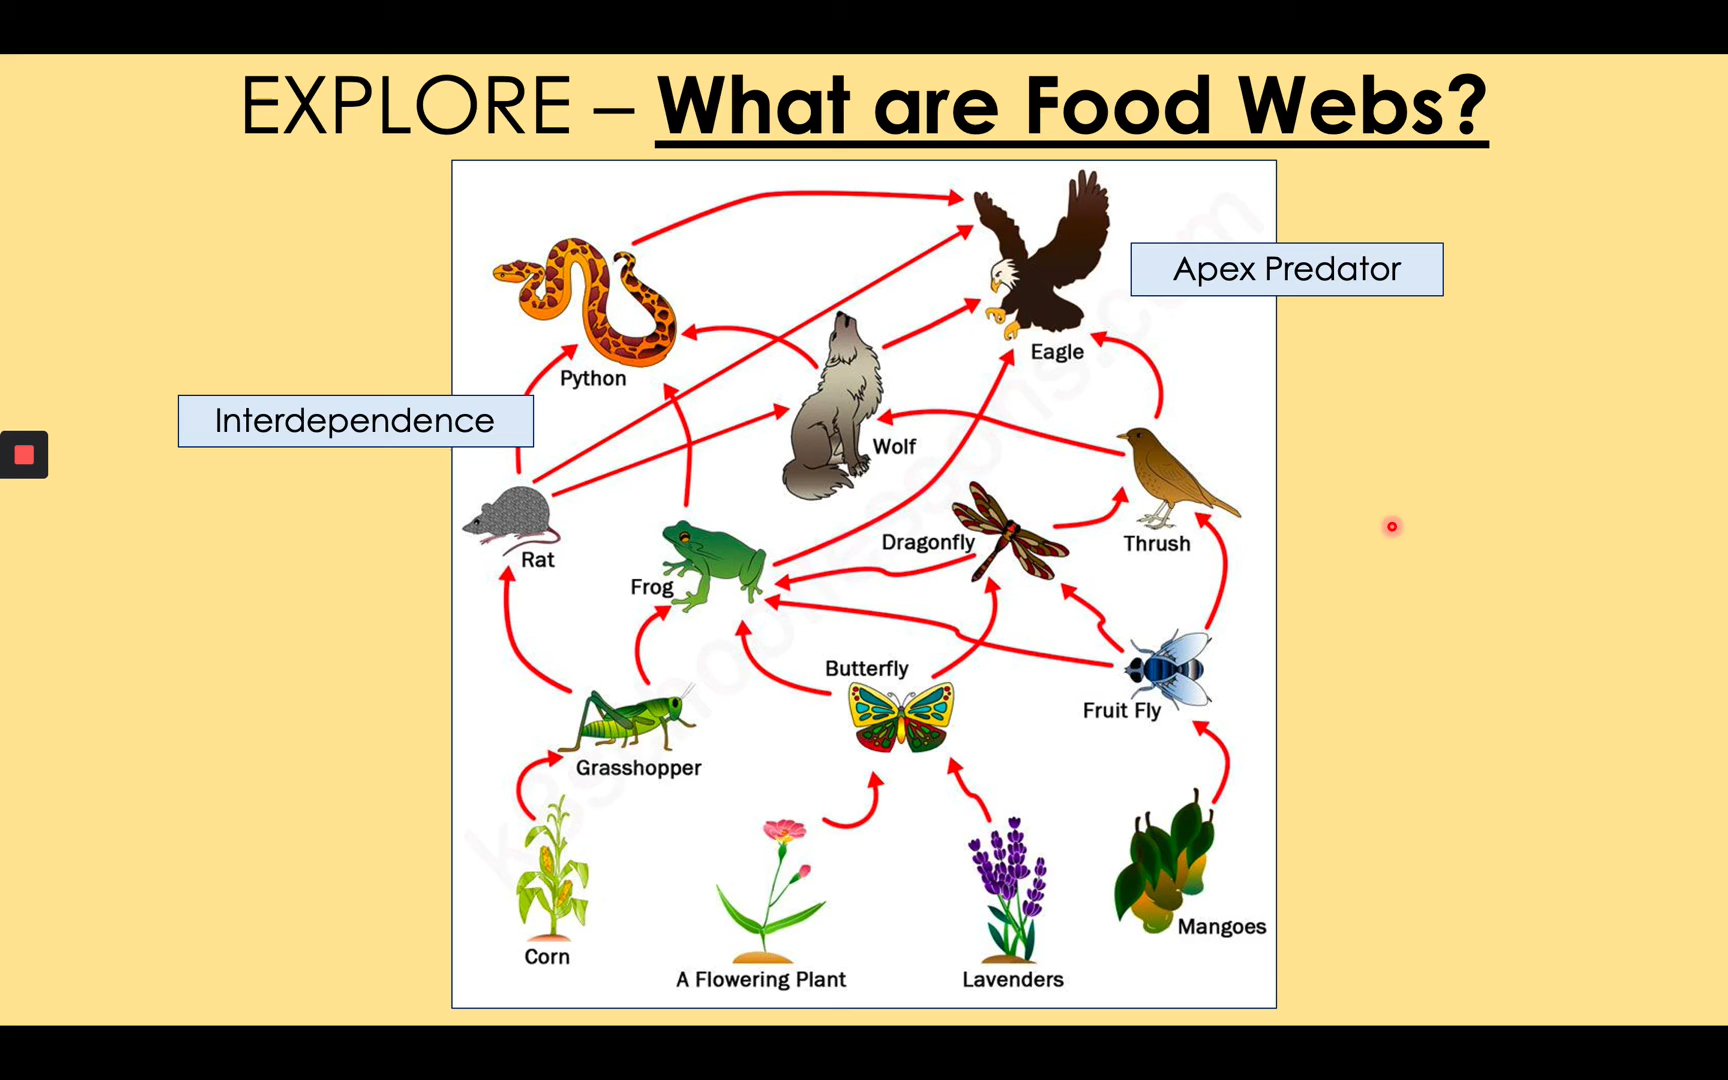 EXPLORE – What are Food Webs?
Apex Predator
Eagle
Python
Interdependence
Wolf
Rat
Frog
Dragonfly
Thrush
Butterfly
Fruit Fly
Grasshopper
Corn
A Flowering Plant
Lavenders
Mangoes